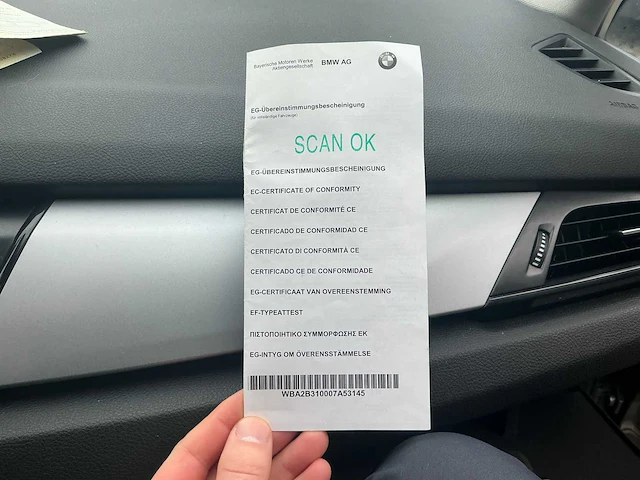 Bayerische Motoren Werke
Aktiengesellschaft
BMW AG
EG-Übereinstimmungsbescheinigung
für vollständige Fahrzeuge
SCAN OK
EG-ÜBEREINSTIMMUNGSBESCHEINIGUNG
EC-CERTIFICATE OF CONFORMITY
CERTIFICAT DE CONFORMITÉ CE
CERTIFICADO DE CONFORMIDAD CE
CERTIFICATO DI CONFORMITÀ CE
CERTIFICADO CE DE CONFORMIDADE
EG-CERTIFICAAT VAN OVEREENSTEMMING
EF-TYPEATTEST
ΠΙΣΤΟΠΟΙΗΤΙΚΟ ΣΥΜΜΟΡΦΩΣΗΣ ΕΚ
EG-INTYG OM ÖVERENSSTÄMMELSE
WBA2B310007A53145
AIRBAG